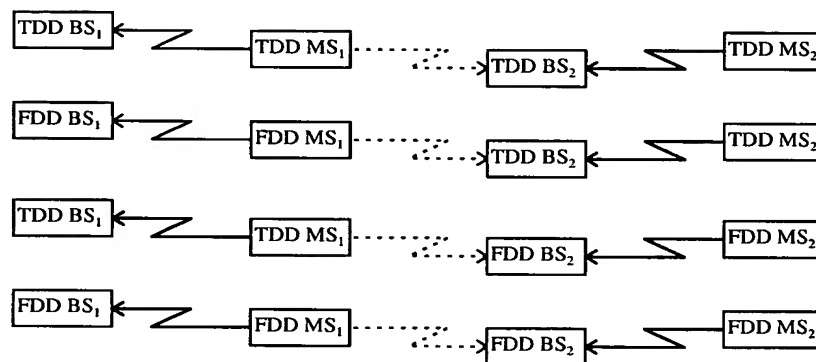 TDD BS₁ TDD MS₁ TDD BS₂ TDD MS₂
FDD BS₁ FDD MS₁ TDD BS₂ TDD MS₂
TDD BS₁ TDD MS₁ FDD BS₂ FDD MS₂
FDD BS₁ FDD MS₁ FDD BS₂ FDD MS₂